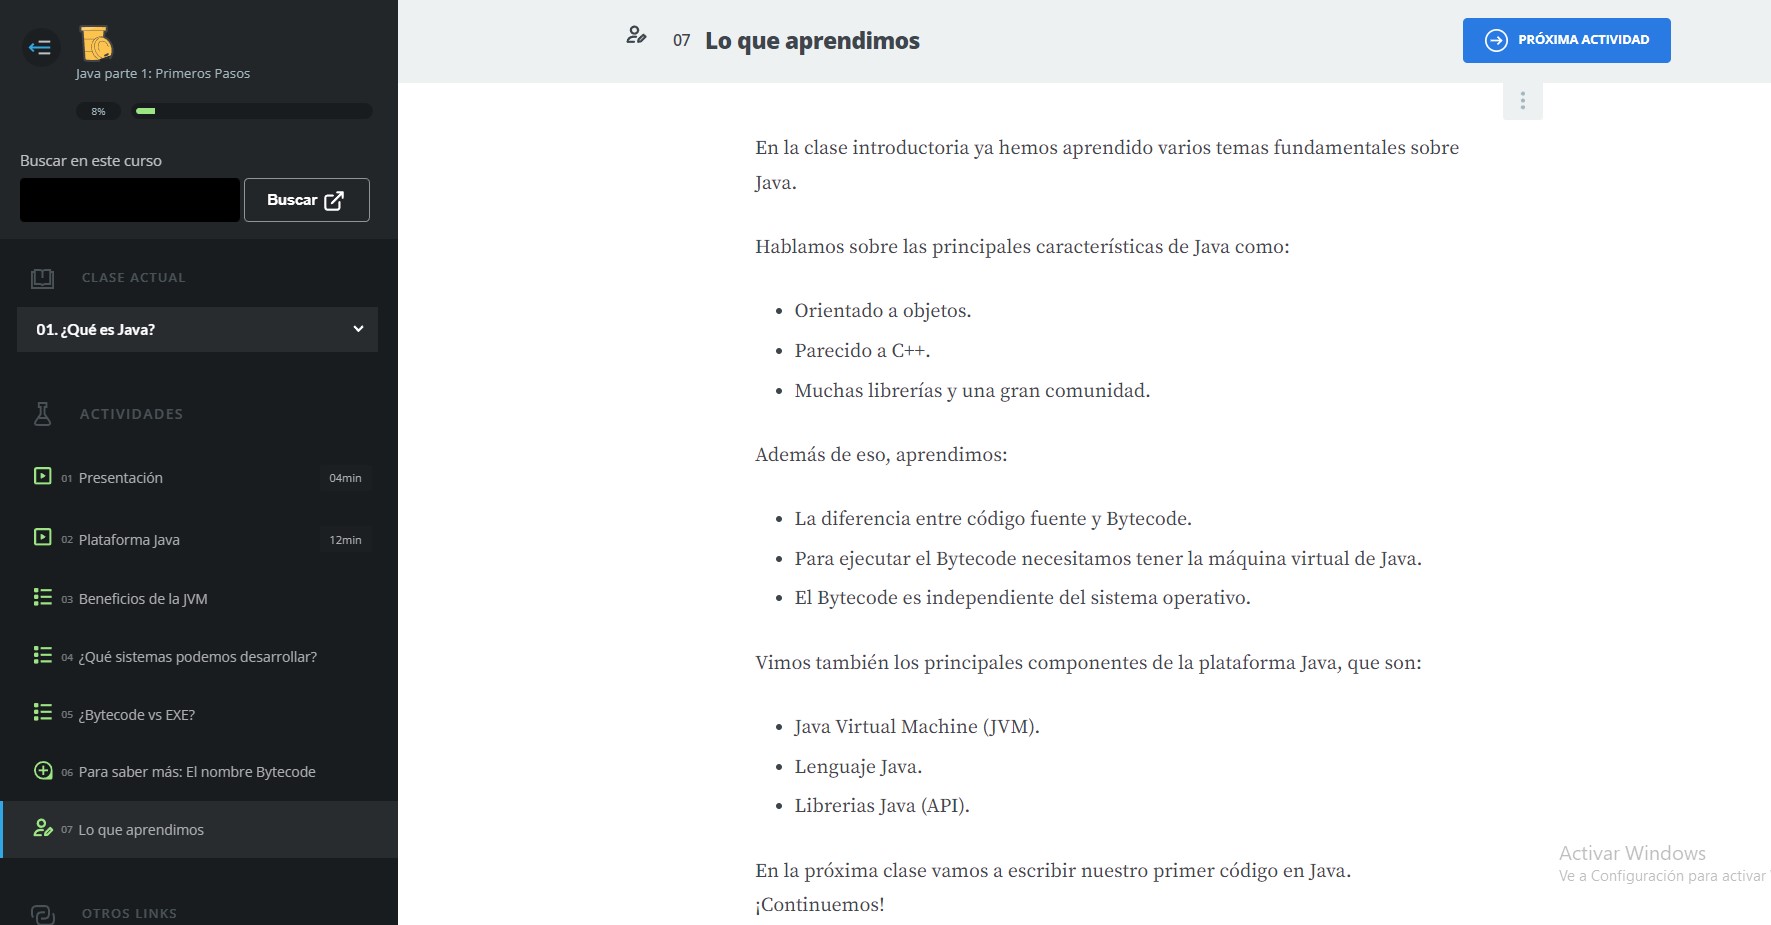 Java parte 1: Primeros Pasos
8%
Buscar en este curso
Buscar
CLASE ACTUAL
01. ¿Qué es Java?
ACTIVIDADES
01 Presentación 04min
02 Plataforma Java 12min
03 Beneficios de la JVM
04 ¿Qué sistemas podemos desarrollar?
05 ¿Bytecode vs EXE?
06 Para saber más: El nombre Bytecode
07 Lo que aprendimos
OTROS LINKS
07 Lo que aprendimos
PRÓXIMA ACTIVIDAD
En la clase introductoria ya hemos aprendido varios temas fundamentales sobre
Java.
Hablamos sobre las principales características de Java como:
• Orientado a objetos.
• Parecido a C++.
• Muchas librerías y una gran comunidad.
Además de eso, aprendimos:
• La diferencia entre código fuente y Bytecode.
• Para ejecutar el Bytecode necesitamos tener la máquina virtual de Java.
• El Bytecode es independiente del sistema operativo.
Vimos también los principales componentes de la plataforma Java, que son:
• Java Virtual Machine (JVM).
• Lenguaje Java.
• Librerias Java (API).
En la próxima clase vamos a escribir nuestro primer código en Java.
¡Continuemos!
Activar Windows
Ve a Configuración para activar